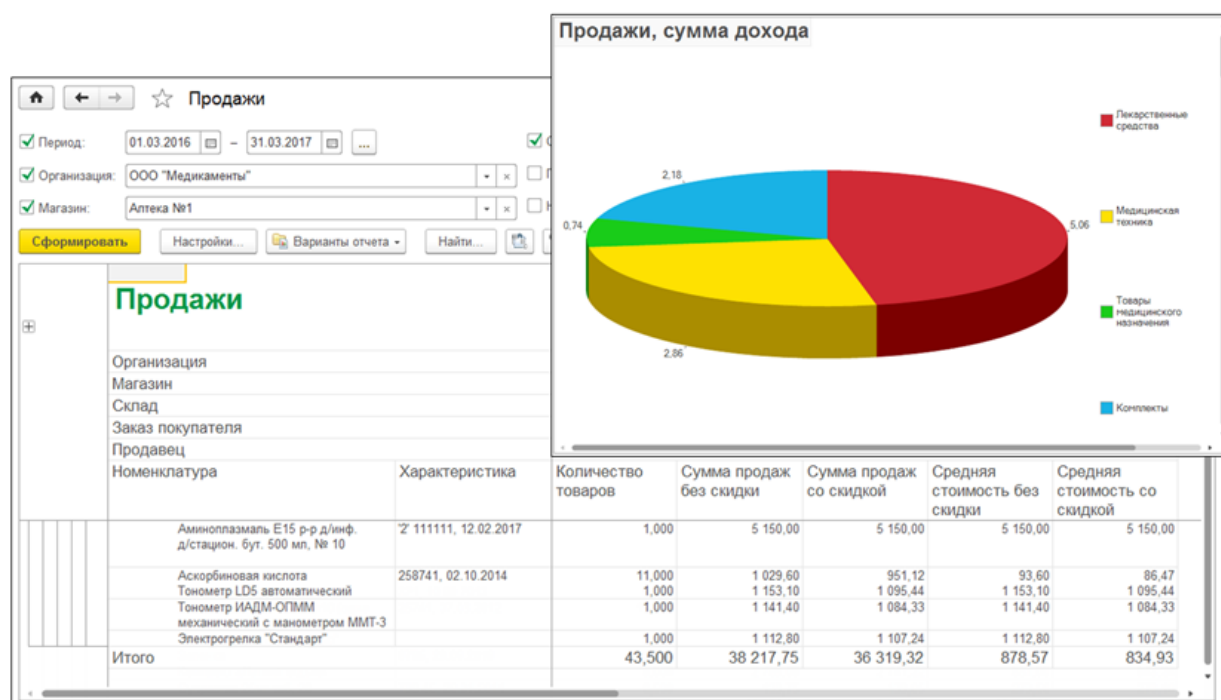 Продажи, сумма дохода
Лекарственные
средства
2.18
0.74
5.06
Медицинская
техника
Товары
медицинского
назначения
2.86
Комплекты
Продажи
Период: 01.03.2016 – 31.03.2017 ...
Организация: ООО "Медикаменты"
Магазин: Аптека №1
Сформировать Настройки... Варианты отчета Найти...
Продажи
Организация
Магазин
Склад
Заказ покупателя
Продавец
Номенклатура Характеристика Количество Сумма продаж Сумма продаж Средняя Средняя
товаров без скидки со скидкой стоимость без стоимость со
скидки скидкой
Аминоплазмаль Е15 р-р д/инф. '2' 111111, 12.02.2017 1,000 5 150,00 5 150,00 5 150,00 5 150,00
д/стацион. бут. 500 мл, № 10
Аскорбиновая кислота 258741, 02.10.2014 11,000 1 029,60 951,12 93,60 86,47
Тонометр LD5 автоматический 1,000 1 153,10 1 095,44 1 153,10 1 095,44
Тонометр ИАДМ-ОПММ 1,000 1 141,40 1 084,33 1 141,40 1 084,33
механический с манометром ММТ-3
Электрогрелка "Стандарт" 1,000 1 112,80 1 107,24 1 112,80 1 107,24
Итого 43,500 38 217,75 36 319,32 878,57 834,93